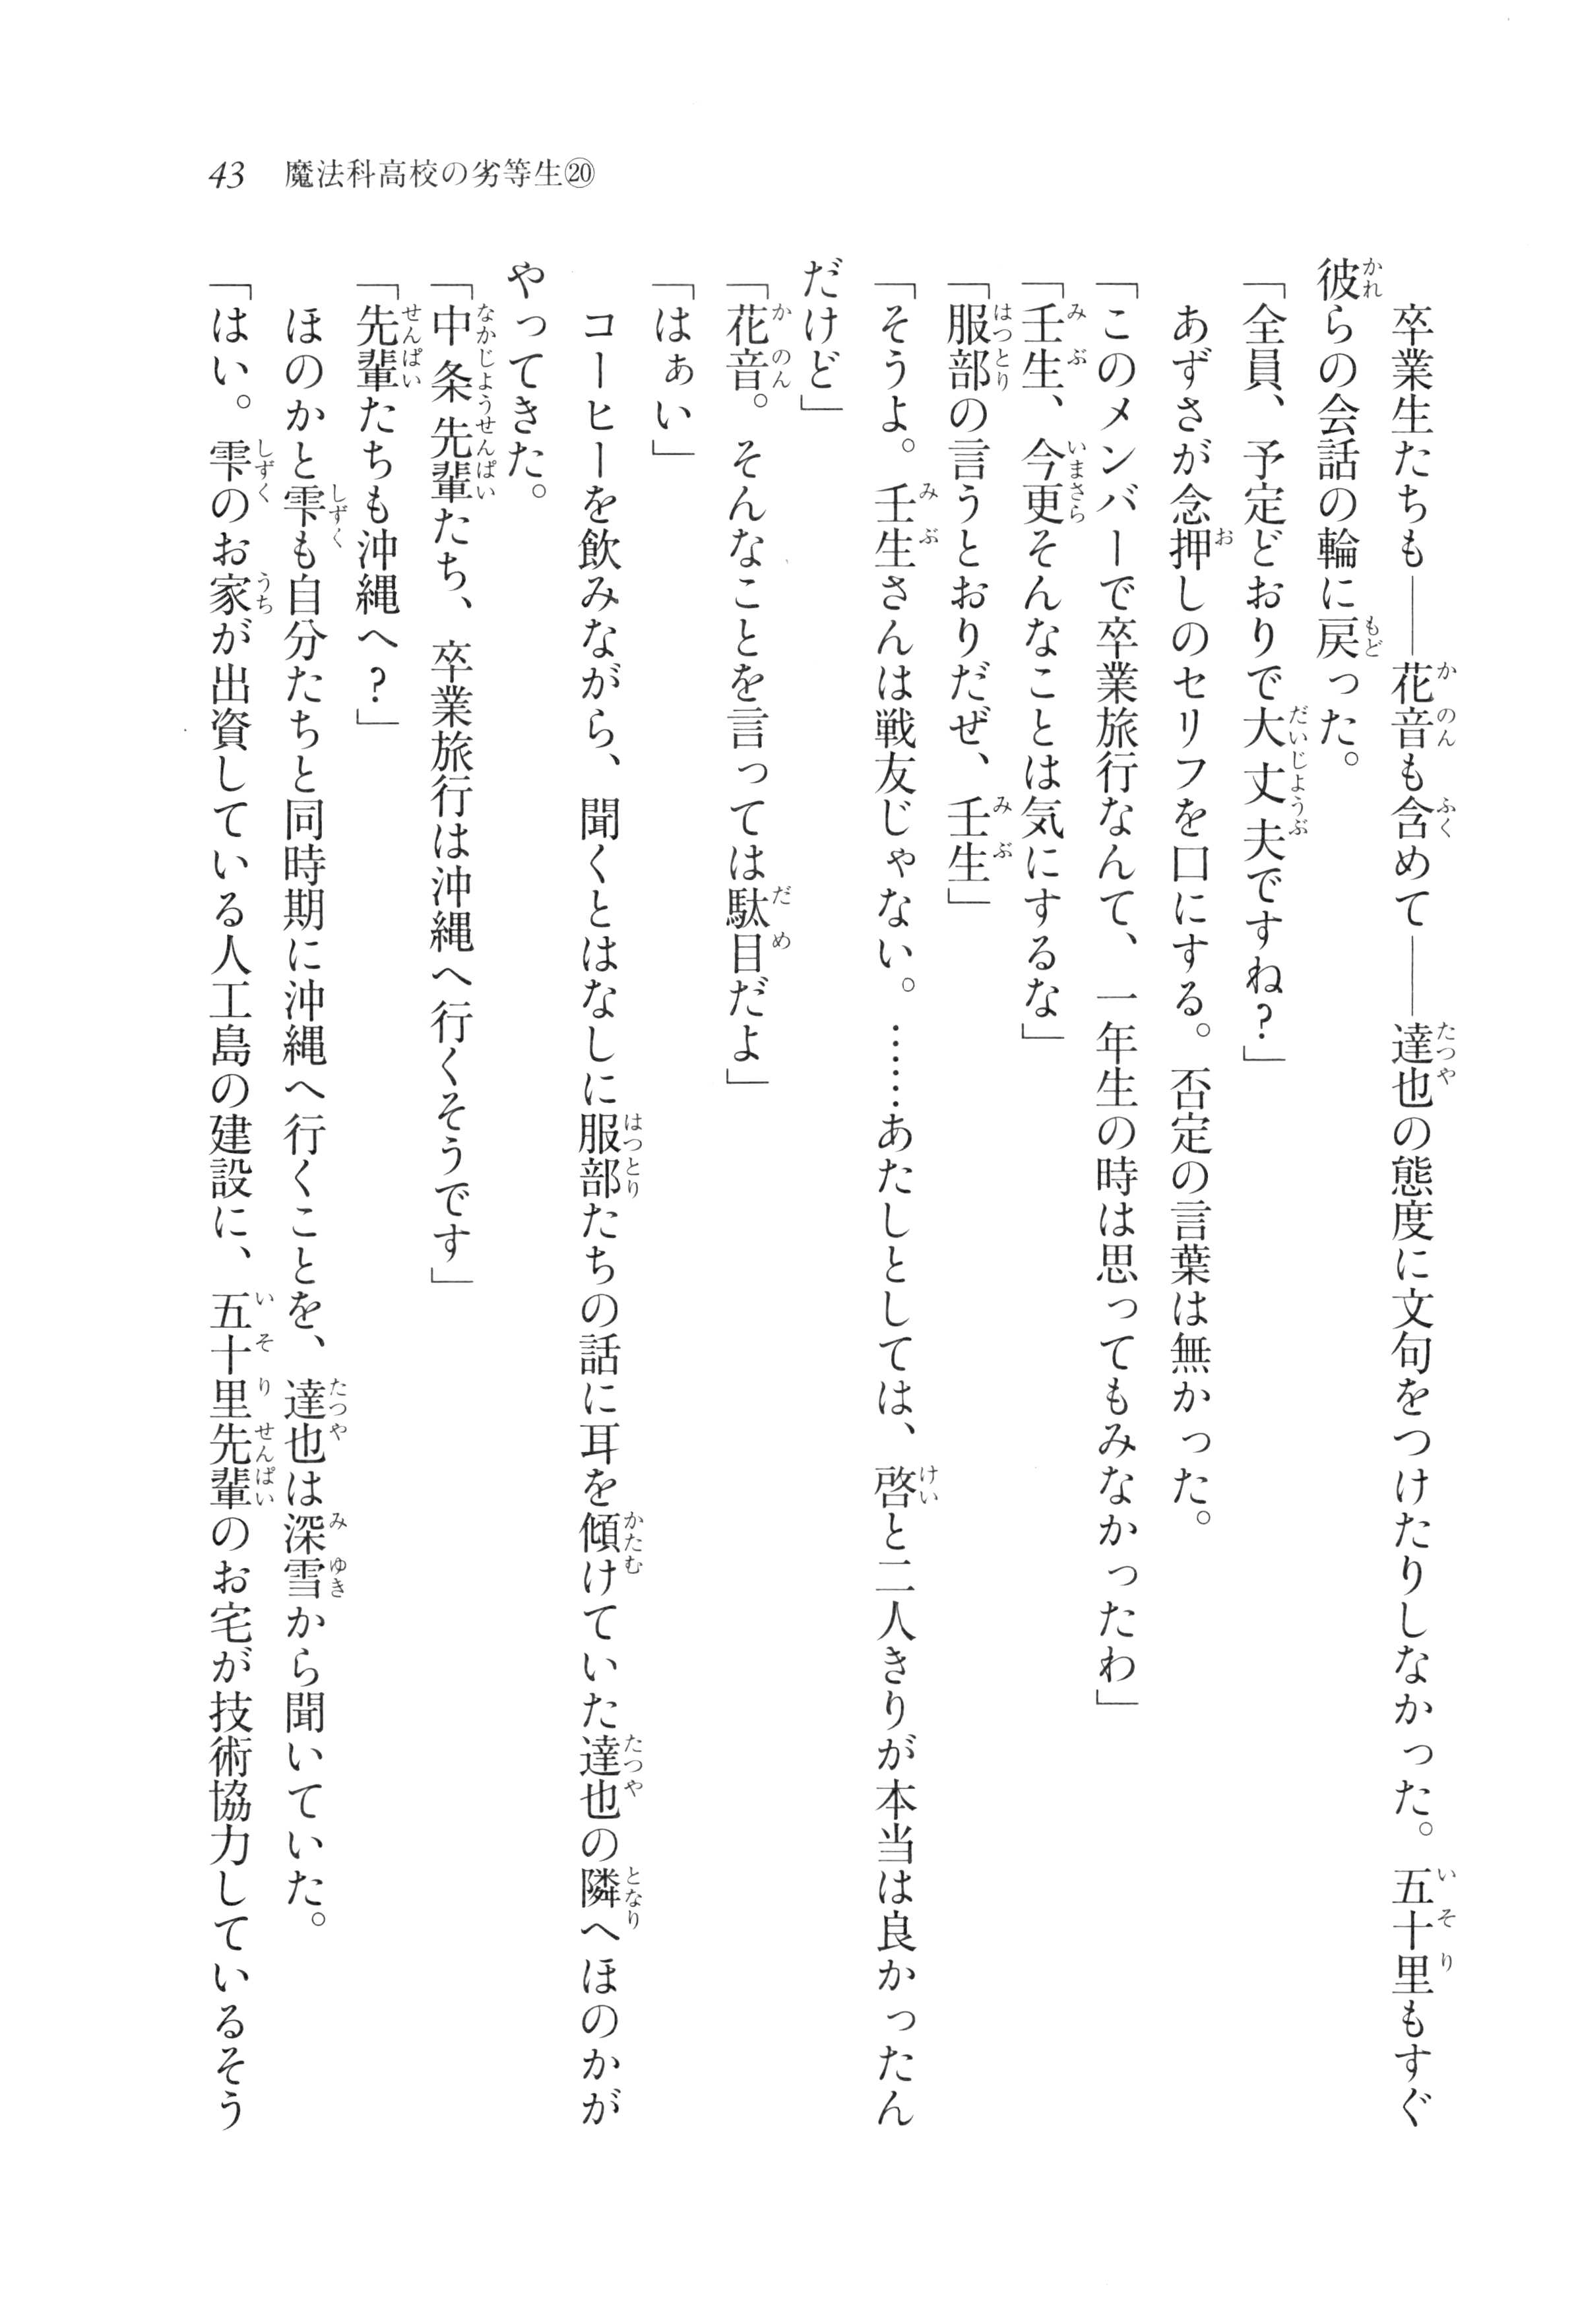 43 魔法科高校の劣等生⑳
　卒業生たちも――花音も含めて――達也の態度に文句をつけたりしなかった。五十里もすぐ
彼らの会話の輪に戻った。
「全員、予定どおりで大丈夫ですね？」
　あずさが念押しのセリフを口にする。否定の言葉は無かった。
「このメンバーで卒業旅行なんて、一年生の時は思ってもみなかったわ」
「壬生、今更そんなことは気にするな」
「服部の言うとおりだぜ、壬生」
「そうよ。壬生さんは戦友じゃない。……あたしとしては、啓と二人きりが本当は良かったん
だけど」
「花音。そんなことを言っては駄目だよ」
「はぁい」
　コーヒーを飲みながら、聞くとはなしに服部たちの話に耳を傾けていた達也の隣へほのかが
やってきた。
「中条先輩たち、卒業旅行は沖縄へ行くそうです」
「先輩たちも沖縄へ？」
　ほのかと雫も自分たちと同時期に沖縄へ行くことを、達也は深雪から聞いていた。
「はい。雫のお家が出資している人工島の建設に、五十里先輩のお宅が技術協力しているそう